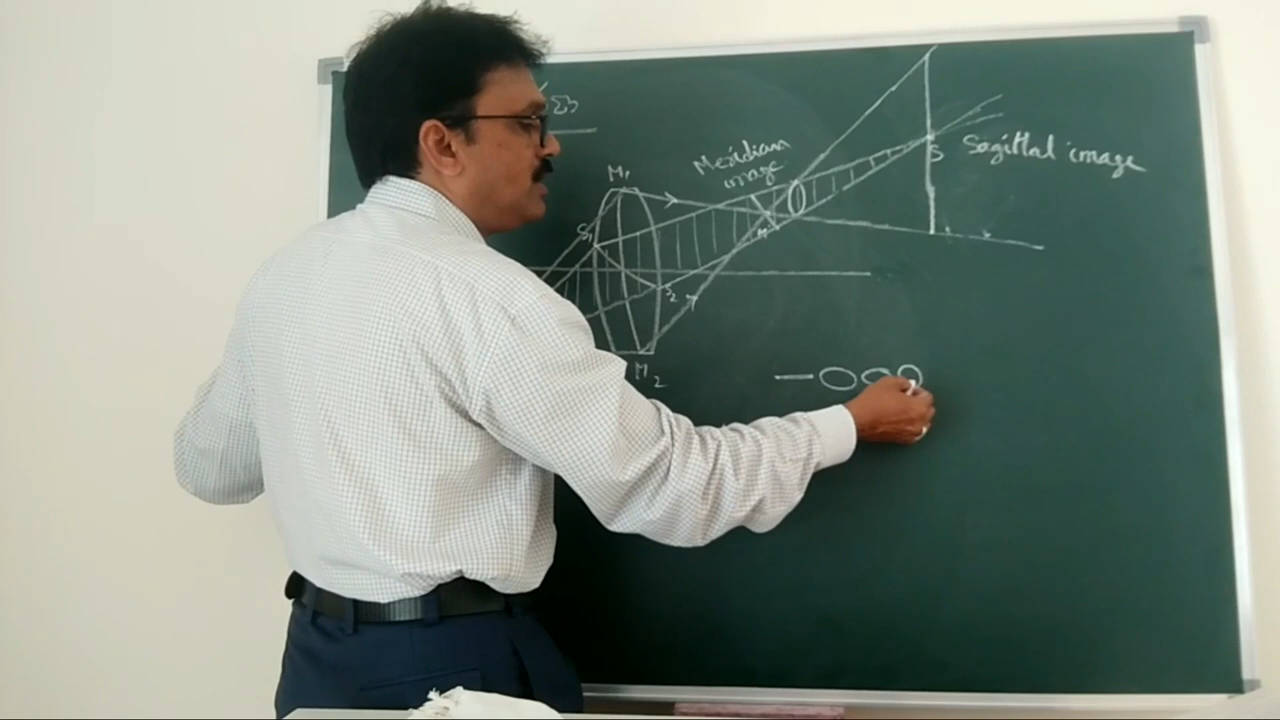 M₁
Meridian
image
S₁
S
Sagittal image
S₂
M₂